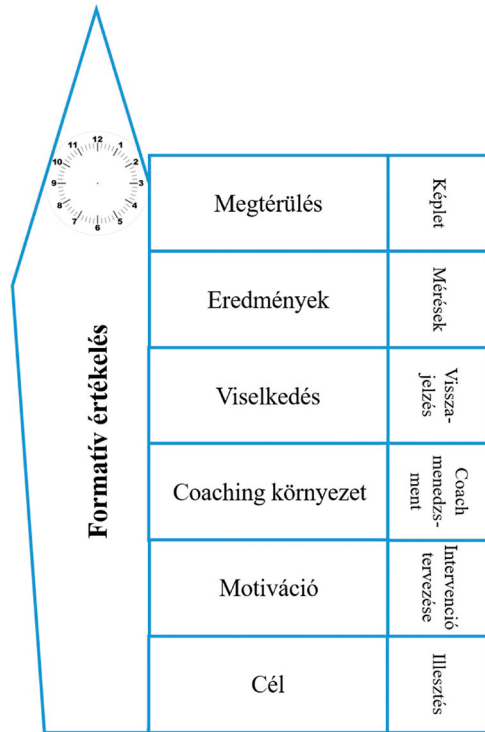 12
1
2
3
4
5
6
7
8
9
10
11
Formatív értékelés
Megtérülés
Képlet
Eredmények
Mérések
Viselkedés
Vissza-
jelzés
Coaching környezet
Coach
menedzs-
ment
Motiváció
Intervenció
tervezése
Cél
Illesztés